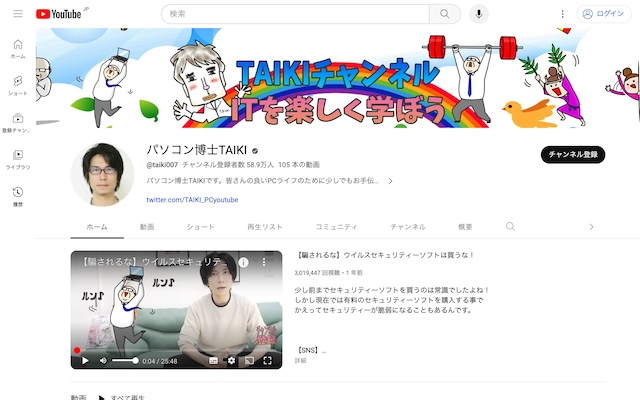 YouTube JP
検索
ログイン
ホーム
ショート
登録チャン...
ライブラリ
履歴
TAIKIチャンネル
ITを楽しく学ぼう
パソコン博士TAIKI
@taiki007 チャンネル登録者数 58.9万人 105 本の動画
パソコン博士TAIKIです。皆さんの良いPCライフのために少しでもお手伝...
twitter.com/TAIKI_PCyoutube
チャンネル登録
ホーム 動画 ショート 再生リスト コミュニティ チャンネル 概要
【騙されるな】ウイルスセキュリテ...
ルン♪
ルン♪
0:04 / 25:48
【騙されるな】ウイルスセキュリティーソフトは買うな！
3,019,447 回視聴・1 年前
少し前までセキュリティーソフトを買うのは常識でしたよね！
しかし現在では有料のセキュリティーソフトを購入する事で
かえってセキュリティーが脆弱になることもあるんです。
【SNS】...
詳細
動画 すべて再生